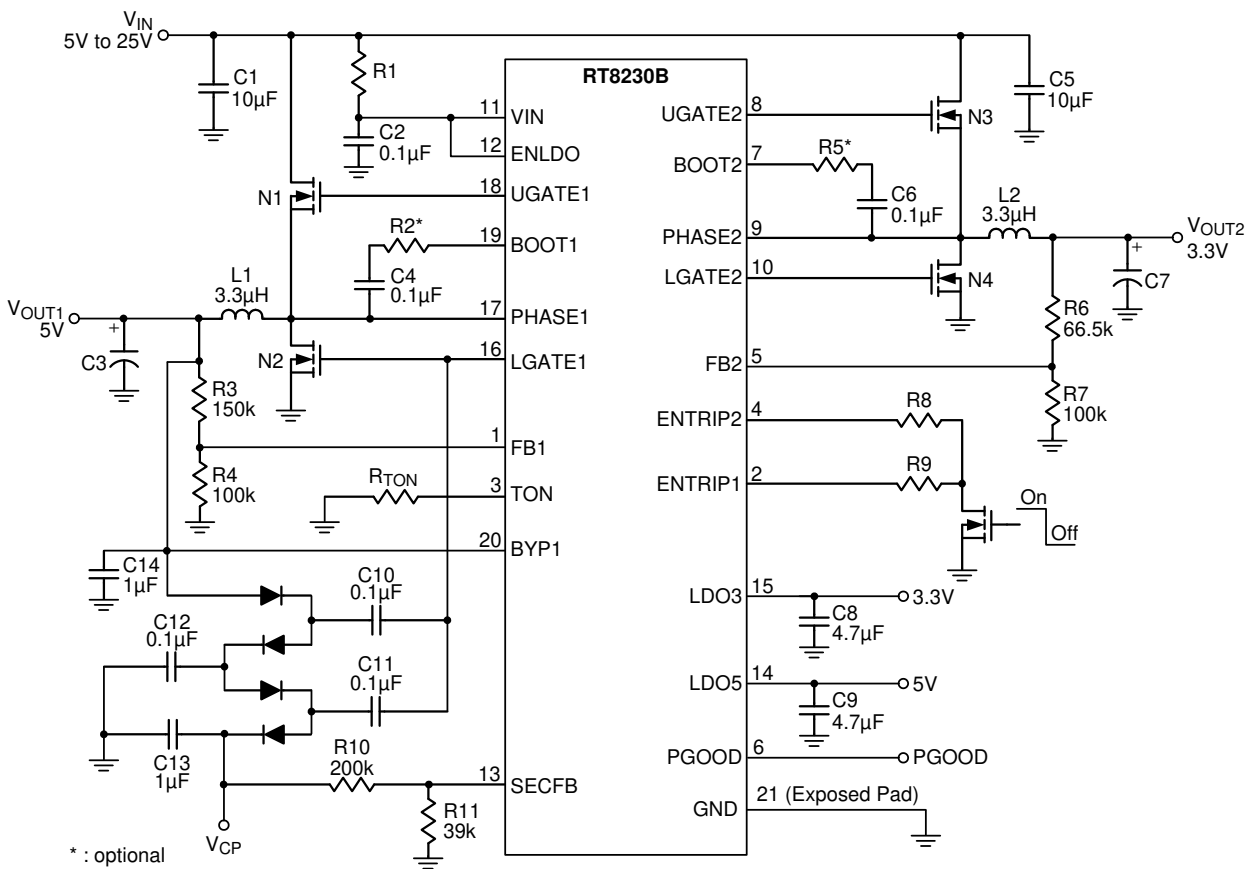 V_IN
5V to 25V
C1
10µF
R1
C2
0.1µF
RT8230B
11 VIN
12 ENLDO
18 UGATE1
19 BOOT1
17 PHASE1
16 LGATE1
1 FB1
3 TON
20 BYP1
13 SECFB
UGATE2 8
BOOT2 7
PHASE2 9
LGATE2 10
FB2 5
ENTRIP2 4
ENTRIP1 2
LDO3 15
LDO5 14
PGOOD 6
GND 21 (Exposed Pad)
N1
R2*
C4
0.1µF
L1
3.3µH
V_OUT1
5V
+
C3
N2
R3
150k
R4
100k
R_TON
C14
1µF
C10
0.1µF
C12
0.1µF
C11
0.1µF
C13
1µF
R10
200k
R11
39k
V_CP
* : optional
C5
10µF
N3
R5*
C6
0.1µF
L2
3.3µH
V_OUT2
3.3V
+
C7
N4
R6
66.5k
R7
100k
R8
R9
On
Off
3.3V
C8
4.7µF
5V
C9
4.7µF
PGOOD